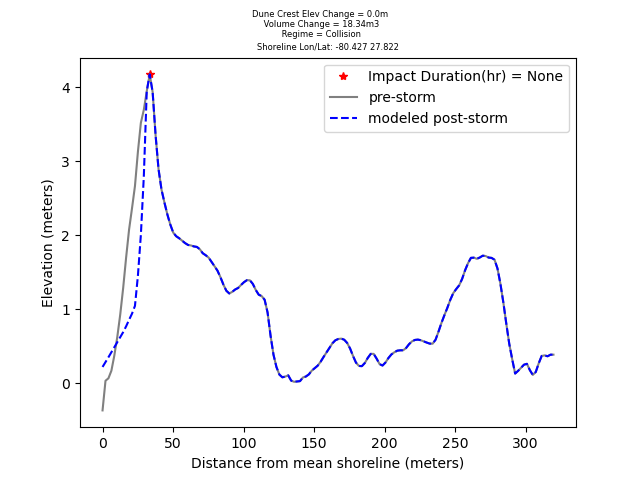 Dune Crest Elev Change = 0.0m
Volume Change = 18.34m3
Regime = Collision
Shoreline Lon/Lat: -80.427 27.822
Impact Duration(hr) = None
pre-storm
modeled post-storm
Elevation (meters)
4
3
2
1
0
0 50 100 150 200 250 300
Distance from mean shoreline (meters)